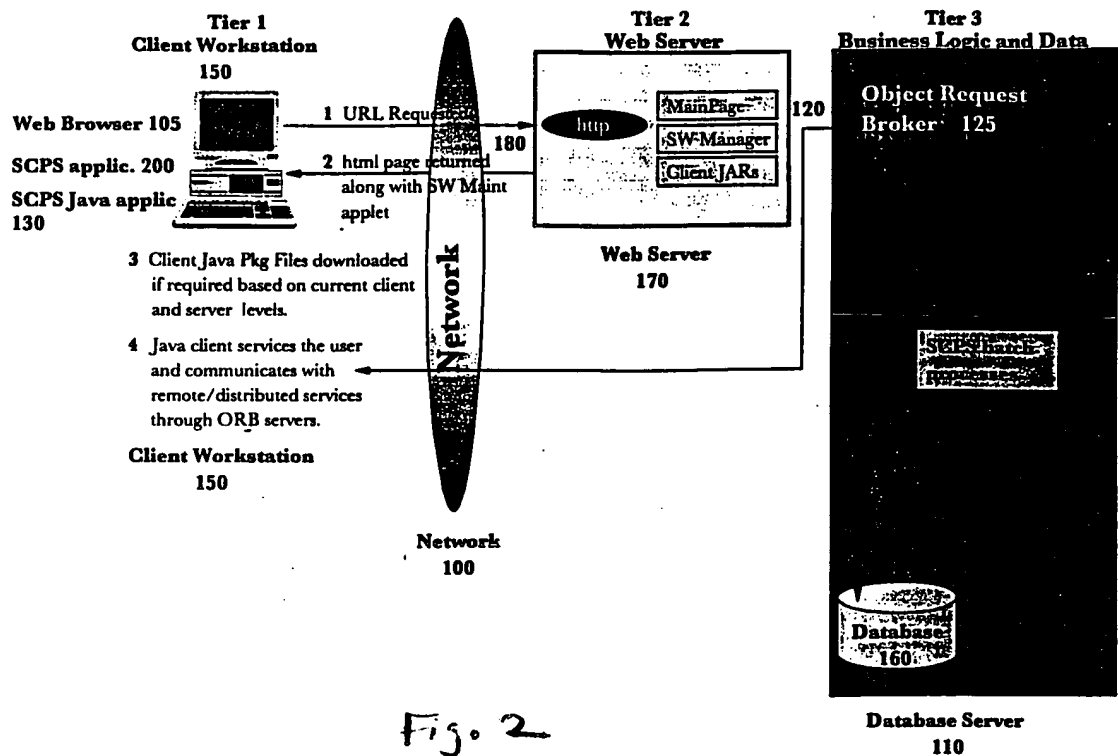 Tier 1
Client Workstation
150
Web Browser 105
SCPS applic. 200
SCPS Java applic
130
1 URL Request
180
2 html page returned
along with SW Maint
applet
3 Client Java Pkg Files downloaded
if required based on current client
and server levels.
4 Java client services the user
and communicates with
remote/distributed services
through ORB servers.
Client Workstation
150
Network
Network
100
Tier 2
Web Server
http
MainPage
SW Manager
Client JARs
Web Server
170
120
Tier 3
Business Logic and Data
Object Request
Broker 125
batch
processes
Database
160
Database Server
110
Fig. 2